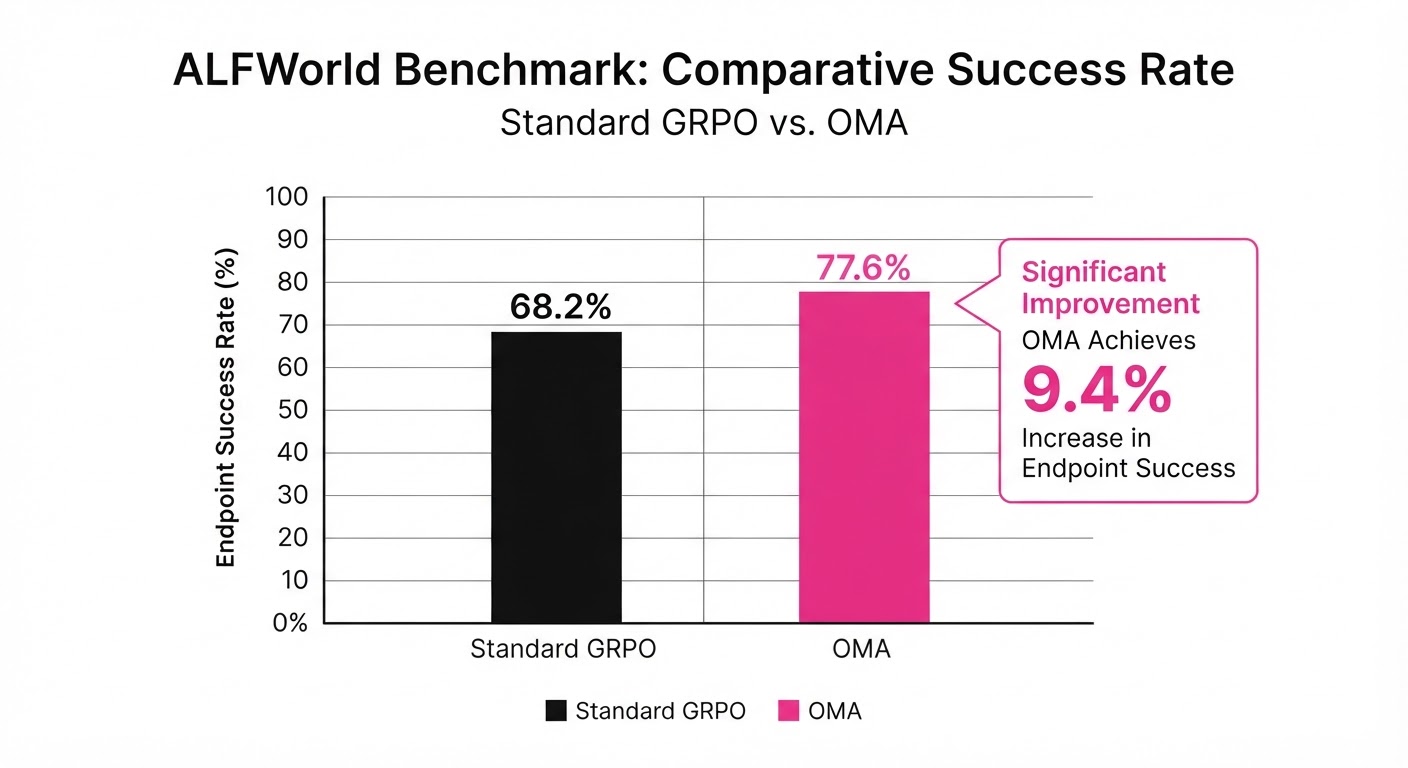 ALFWorld Benchmark: Comparative Success Rate
Standard GRPO vs. OMA
Endpoint Success Rate (%)
100
90
80
70
60
50
40
30
20
10
0%
68.2%
77.6%
Significant
Improvement
OMA Achieves
9.4%
Increase in
Endpoint Success
Standard GRPO
OMA
Standard GRPO
OMA